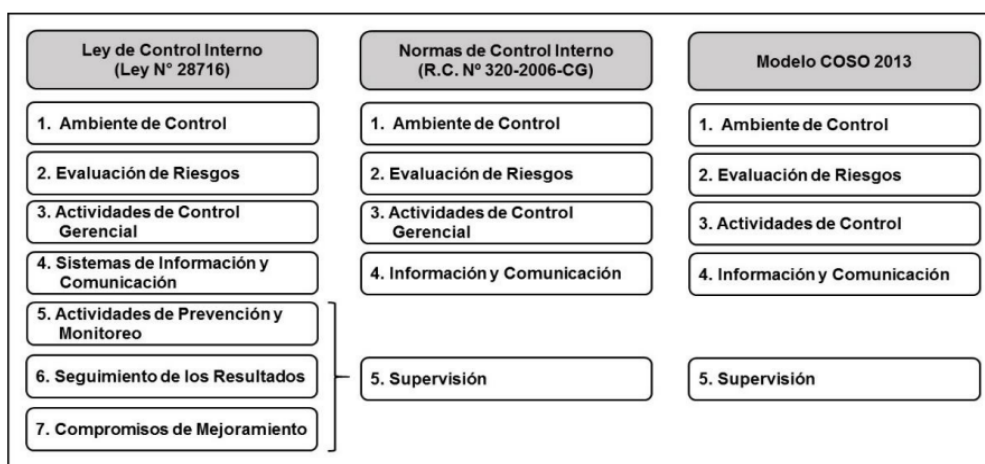 Ley de Control Interno
(Ley N° 28716)
1. Ambiente de Control
2. Evaluación de Riesgos
3. Actividades de Control
Gerencial
4. Sistemas de Información y
Comunicación
5. Actividades de Prevención y
Monitoreo
6. Seguimiento de los Resultados
7. Compromisos de Mejoramiento
Normas de Control Interno
(R.C. Nº 320-2006-CG)
1. Ambiente de Control
2. Evaluación de Riesgos
3. Actividades de Control
Gerencial
4. Información y Comunicación
5. Supervisión
Modelo COSO 2013
1. Ambiente de Control
2. Evaluación de Riesgos
3. Actividades de Control
4. Información y Comunicación
5. Supervisión